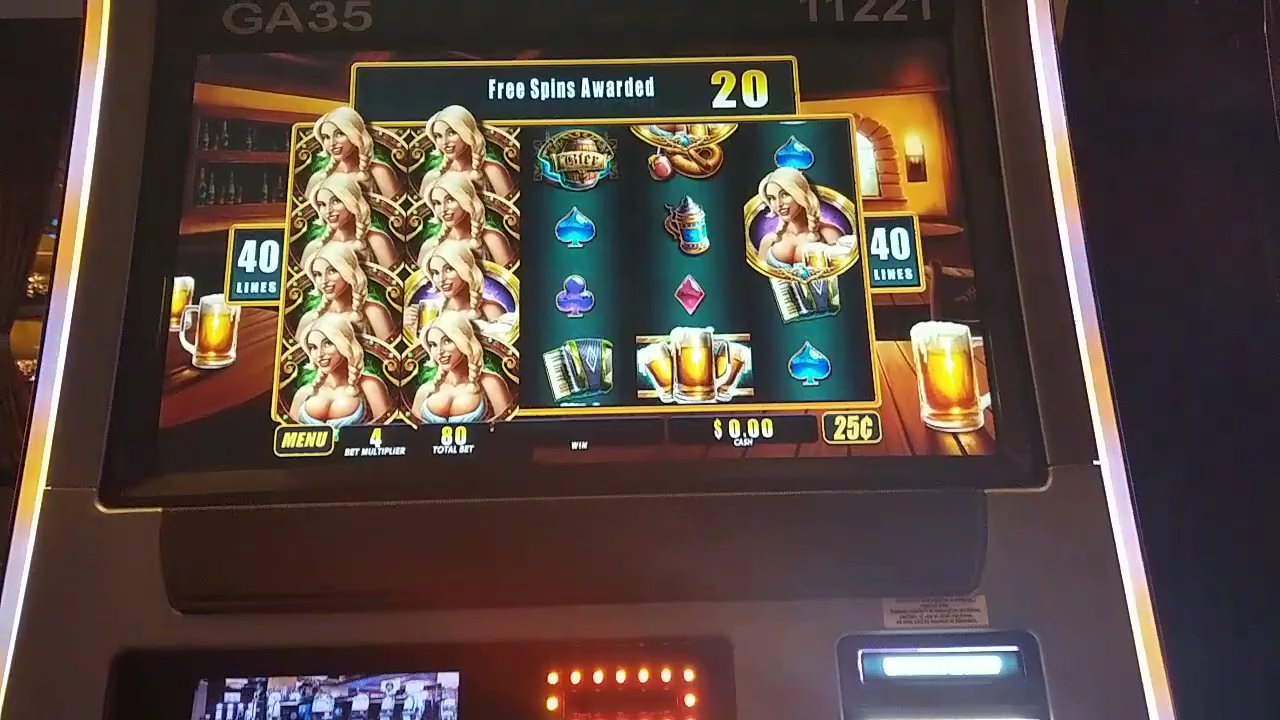 GA35
11221
Free Spins Awarded 20
Bier
40 LINES
40 LINES
MENU
4
BET MULTIPLIER
80
TOTAL BET
WIN
$0.00
CASH
25¢